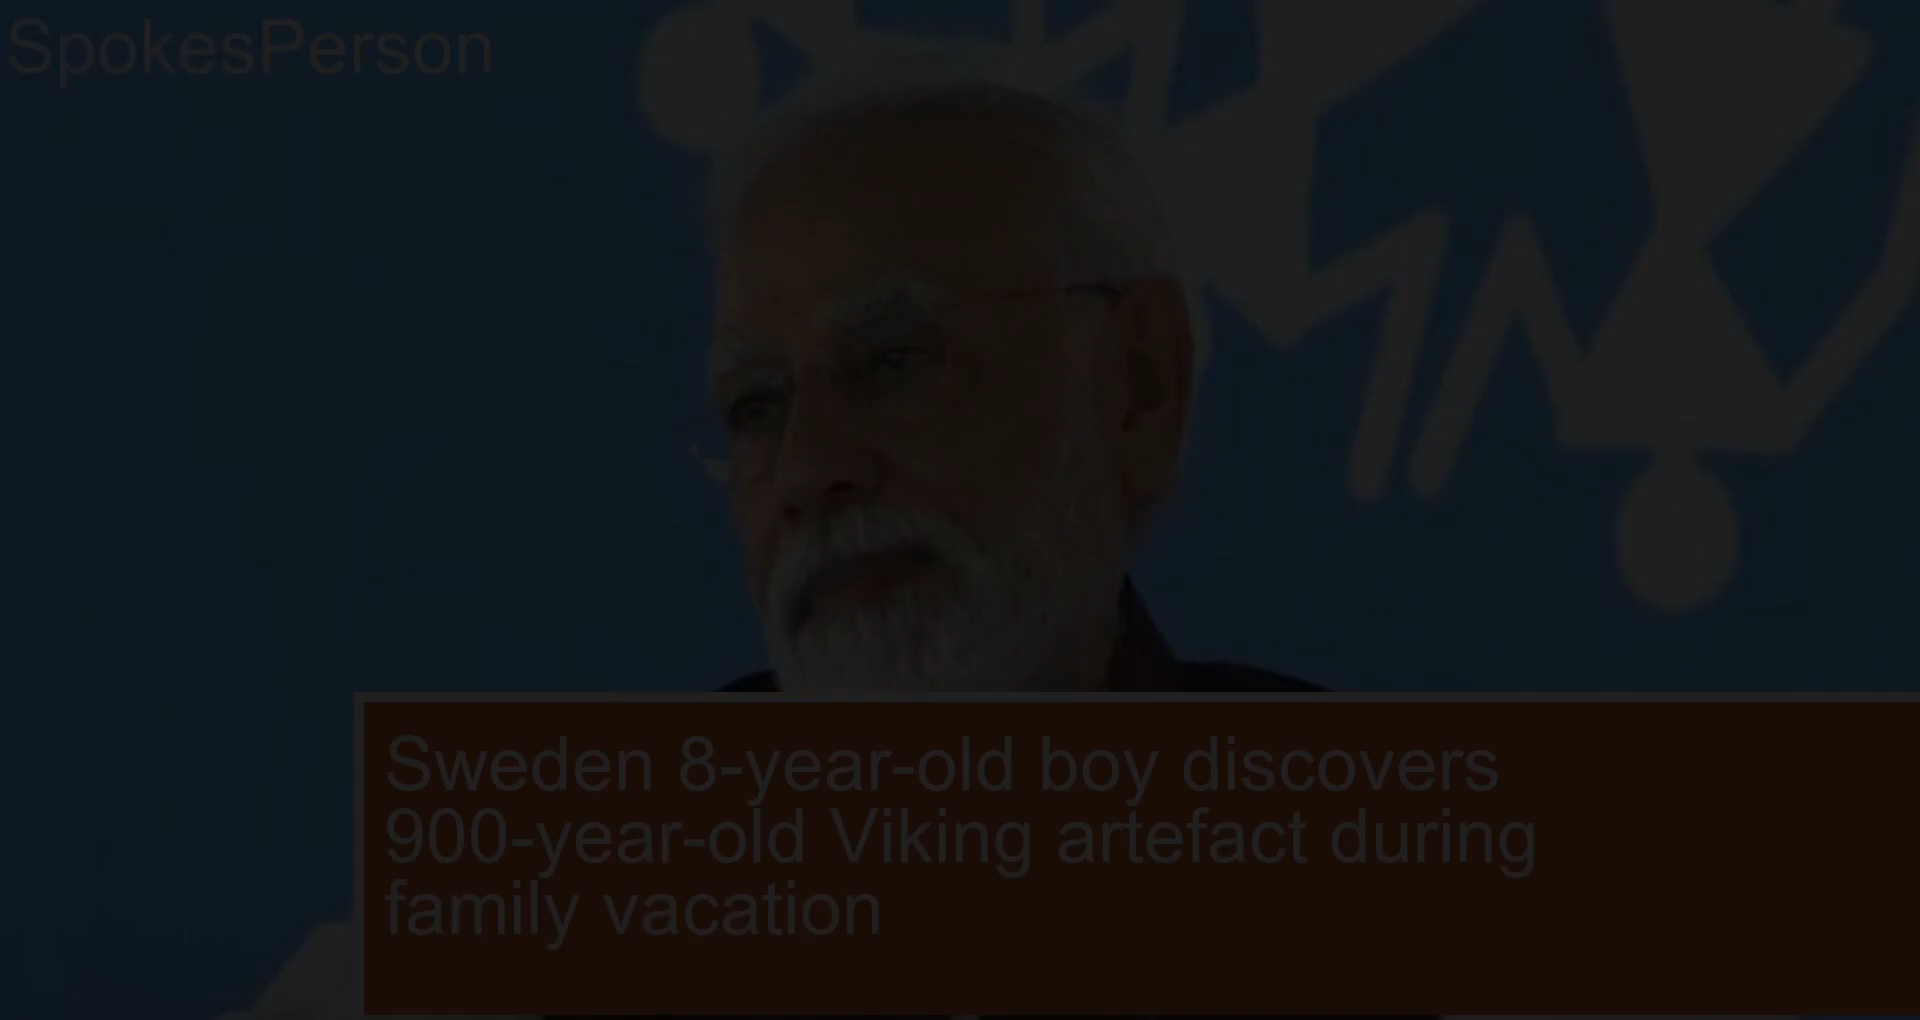 SpokesPerson
Sweden 8-year-old boy discovers
900-year-old Viking artefact during
family vacation